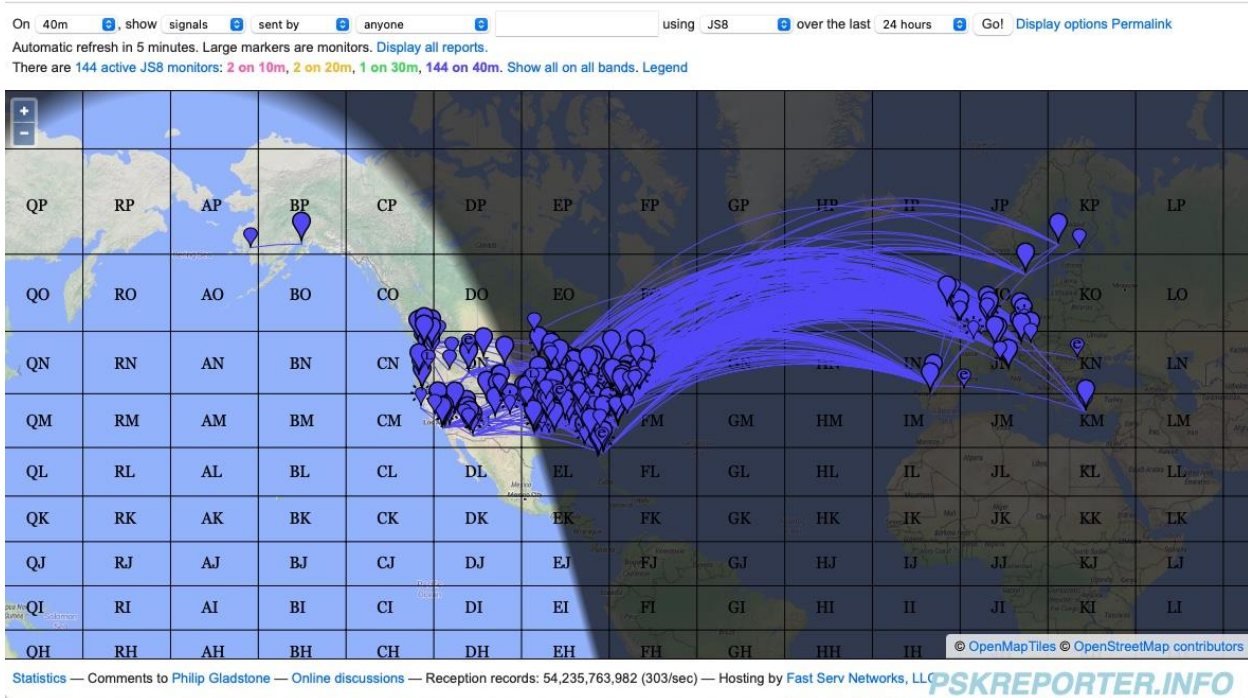 On 40m , show signals sent by anyone using JS8 over the last 24 hours Go! Display options Permalink
Automatic refresh in 5 minutes. Large markers are monitors. Display all reports.
There are 144 active JS8 monitors: 2 on 10m, 2 on 20m, 1 on 30m, 144 on 40m. Show all on all bands. Legend
+
−
QP RP AP BP CP DP EP FP GP HP IP JP KP LP
QO RO AO BO CO DO EO KO LO
QN RN AN BN CN DN GN HN IN JN KN LN
QM RM AM BM CM FM GM HM IM JM KM LM
QL RL AL BL CL DL EL FL GL HL IL JL KL LL
QK RK AK BK CK DK EK FK GK HK IK JK KK LK
QJ RJ AJ BJ CJ DJ EJ FJ GJ HJ IJ JJ KJ LJ
QI RI AI BI CI DI EI FI GI HI II JI KI LI
QH RH AH BH CH DH EH FH GH HH IH
© OpenMapTiles © OpenStreetMap contributors
Statistics — Comments to Philip Gladstone — Online discussions — Reception records: 54,235,763,982 (303/sec) — Hosting by Fast Serv Networks, LLC
PSKREPORTER.INFO